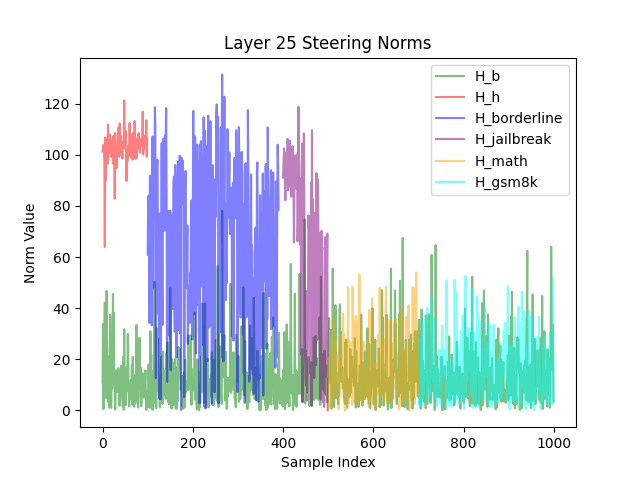 Layer 25 Steering Norms
H_b
H_h
H_borderline
H_jailbreak
H_math
H_gsm8k
Norm Value
120
100
80
60
40
20
0
0 200 400 600 800 1000
Sample Index